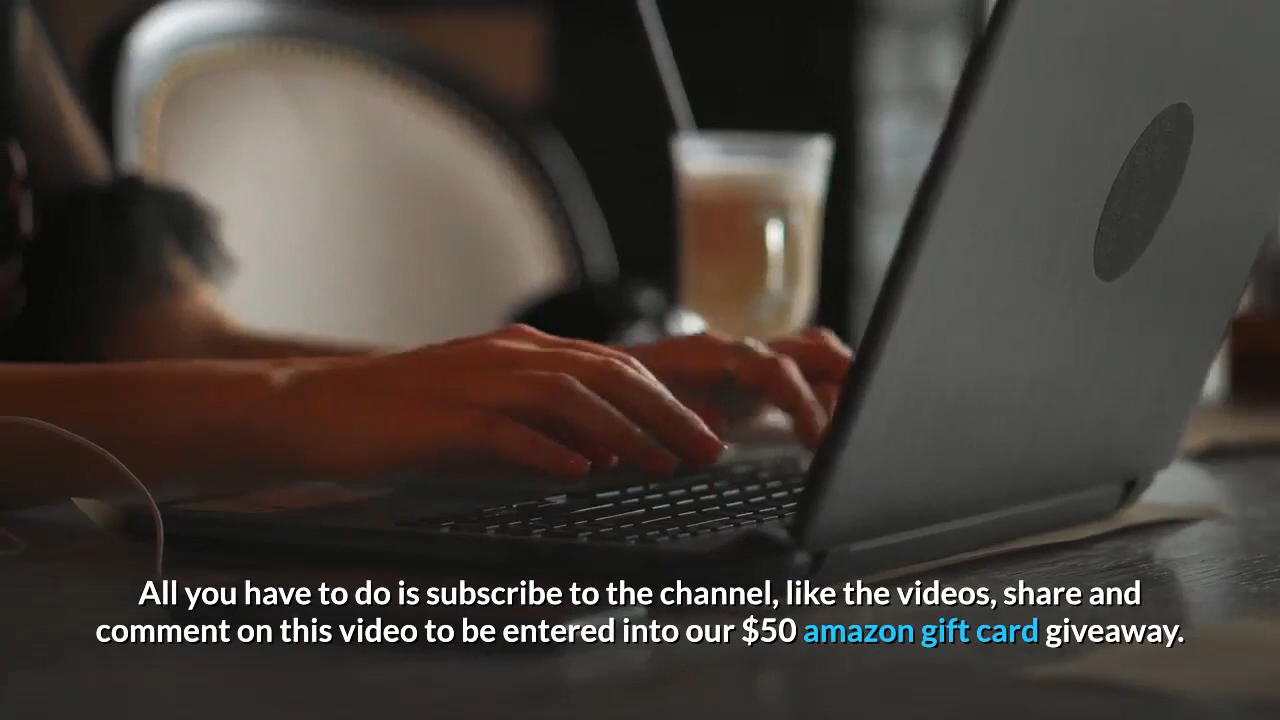 All you have to do is subscribe to the channel, like the videos, share and
comment on this video to be entered into our $50 amazon gift card giveaway.